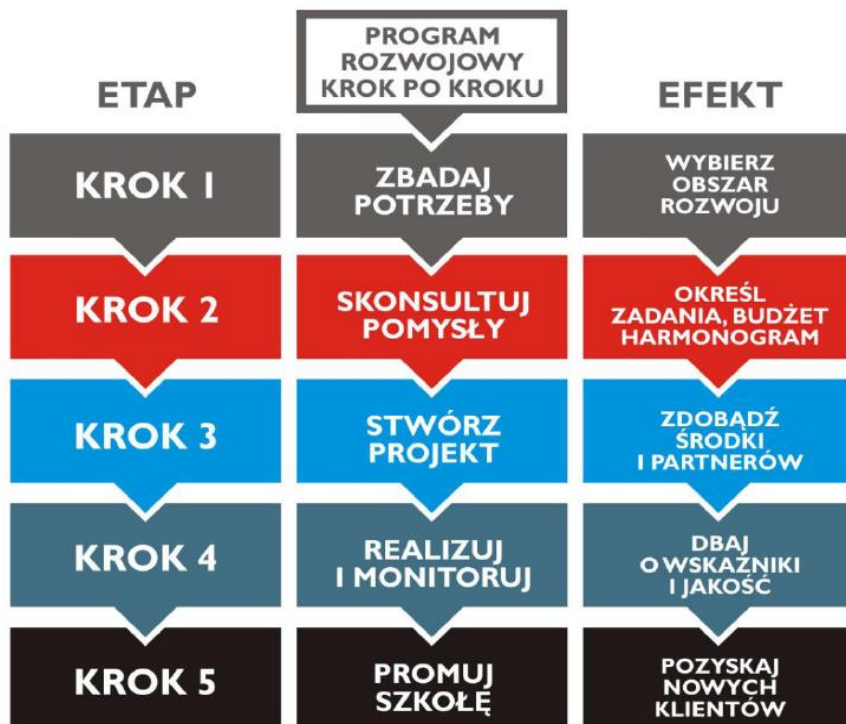 PROGRAM
ROZWOJOWY
KROK PO KROKU
ETAP
EFEKT
KROK 1
ZBADAJ
POTRZEBY
WYBIERZ
OBSZAR
ROZWOJU
KROK 2
SKONSULTUJ
POMYSŁY
OKREŚL
ZADANIA, BUDŻET
HARMONOGRAM
KROK 3
STWÓRZ
PROJEKT
ZDOBĄDŹ
ŚRODKI
I PARTNERÓW
KROK 4
REALIZUJ
I MONITORUJ
DBAJ
O WSKAŹNIKI
I JAKOŚĆ
KROK 5
PROMUJ
SZKOŁĘ
POZYSKAJ
NOWYCH
KLIENTÓW